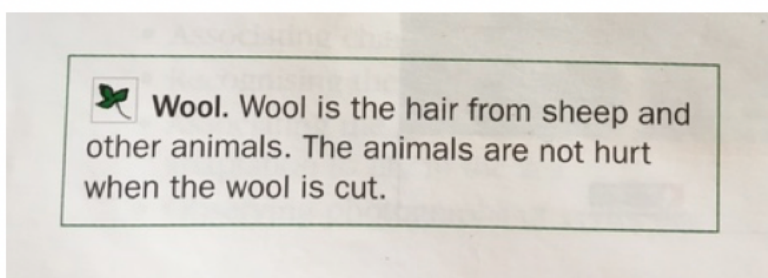 Wool. Wool is the hair from sheep and
other animals. The animals are not hurt
when the wool is cut.